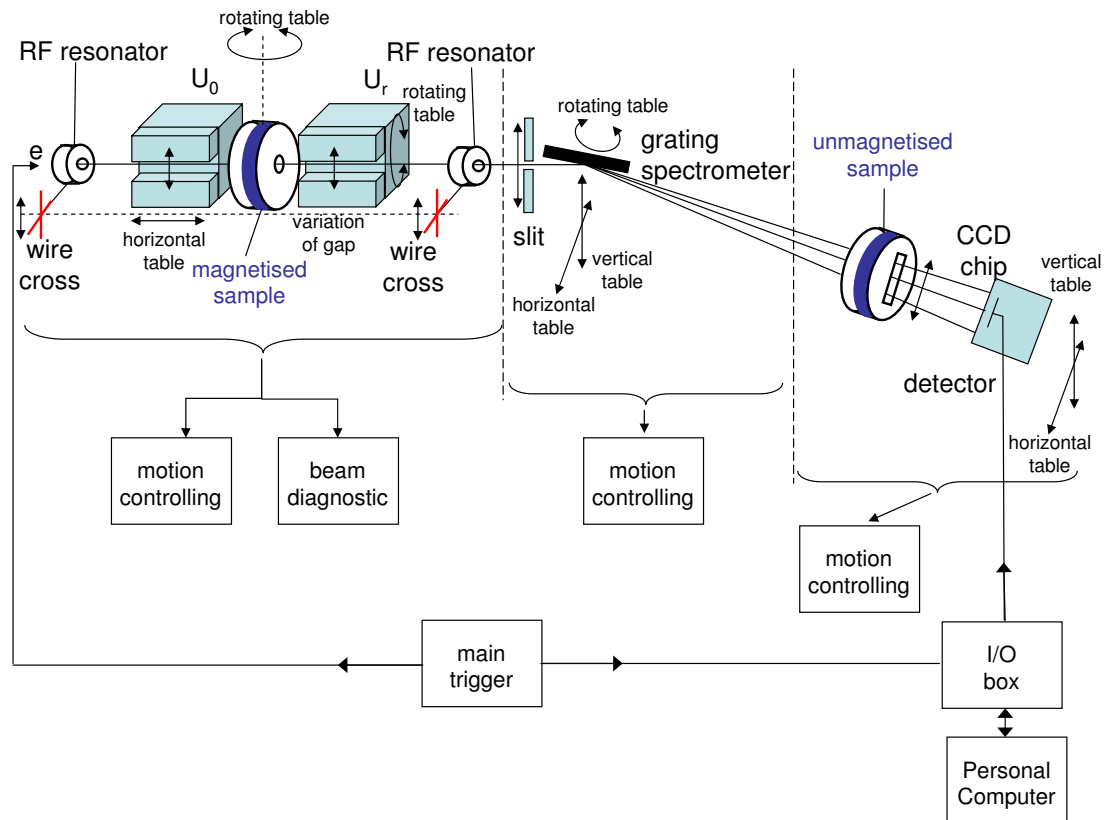 rotating table
RF resonator
RF resonator
U0
Ur
rotating
table
rotating table
grating
spectrometer
unmagnetised
sample
e
wire
cross
horizontal
table
magnetised
sample
variation
of gap
wire
cross
slit
vertical
table
horizontal
table
CCD
chip
vertical
table
detector
horizontal
table
motion
controlling
beam
diagnostic
motion
controlling
motion
controlling
main
trigger
I/O
box
Personal
Computer